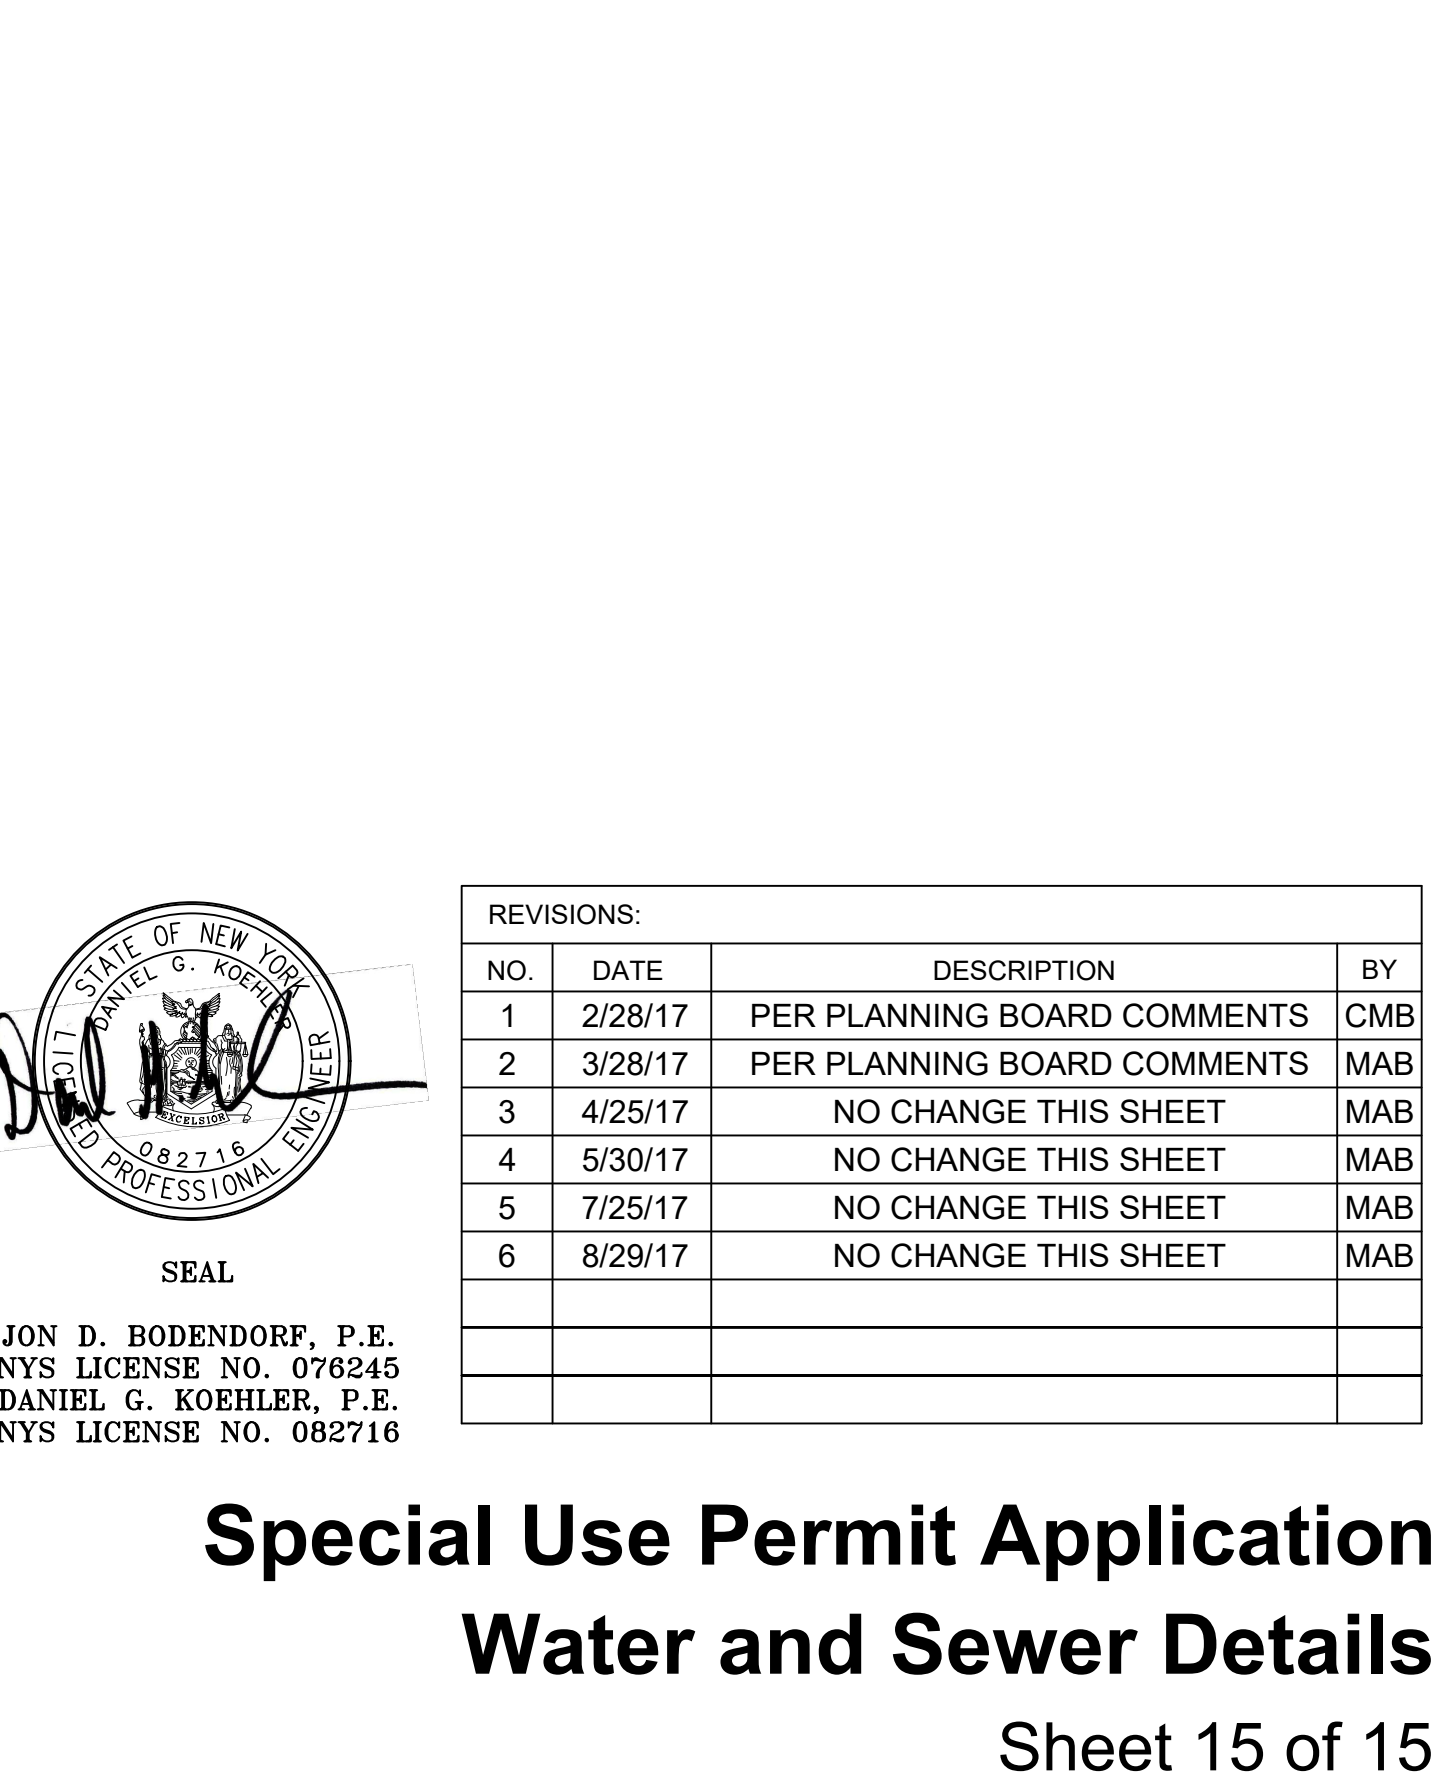 STATE OF NEW YORK
DANIEL G. KOEHLER
EXCELSIOR
082716
LICENSED PROFESSIONAL ENGINEER
SEAL
JON D. BODENDORF, P.E.
NYS LICENSE NO. 076245
DANIEL G. KOEHLER, P.E.
NYS LICENSE NO. 082716
REVISIONS:
NO. DATE DESCRIPTION BY
1 2/28/17 PER PLANNING BOARD COMMENTS CMB
2 3/28/17 PER PLANNING BOARD COMMENTS MAB
3 4/25/17 NO CHANGE THIS SHEET MAB
4 5/30/17 NO CHANGE THIS SHEET MAB
5 7/25/17 NO CHANGE THIS SHEET MAB
6 8/29/17 NO CHANGE THIS SHEET MAB
Special Use Permit Application
Water and Sewer Details
Sheet 15 of 15